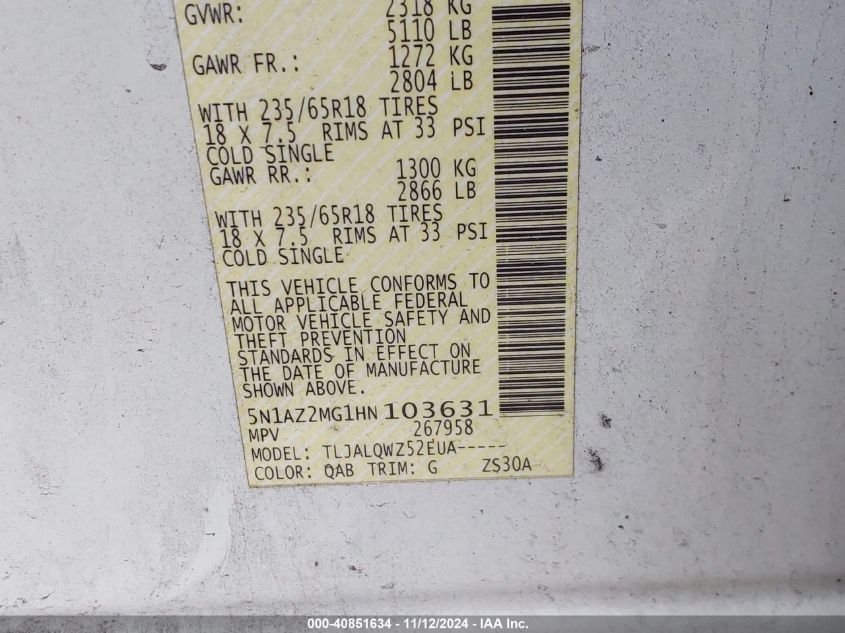 GVWR: 2318 KG
5110 LB
GAWR FR.: 1272 KG
2804 LB
WITH 235/65R18 TIRES
18 X 7.5 RIMS AT 33 PSI
COLD SINGLE
GAWR RR.: 1300 KG
2866 LB
WITH 235/65R18 TIRES
18 X 7.5 RIMS AT 33 PSI
COLD SINGLE
THIS VEHICLE CONFORMS TO
ALL APPLICABLE FEDERAL
MOTOR VEHICLE SAFETY AND
THEFT PREVENTION
STANDARDS IN EFFECT ON
THE DATE OF MANUFACTURE
SHOWN ABOVE.
5N1AZ2MG1HN 103631
MPV 267958
MODEL: TLJALQWZ52EUA-----
COLOR: QAB TRIM: G ZS30A
000-40851634 - 11/12/2024 - IAA Inc.